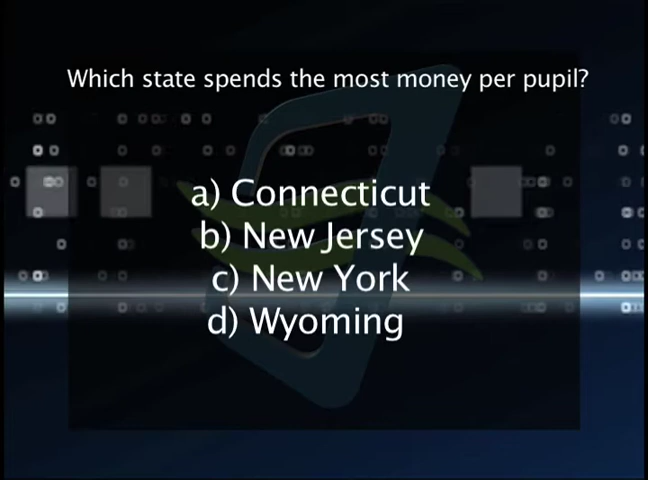 Which state spends the most money per pupil?
a) Connecticut
b) New Jersey
c) New York
d) Wyoming